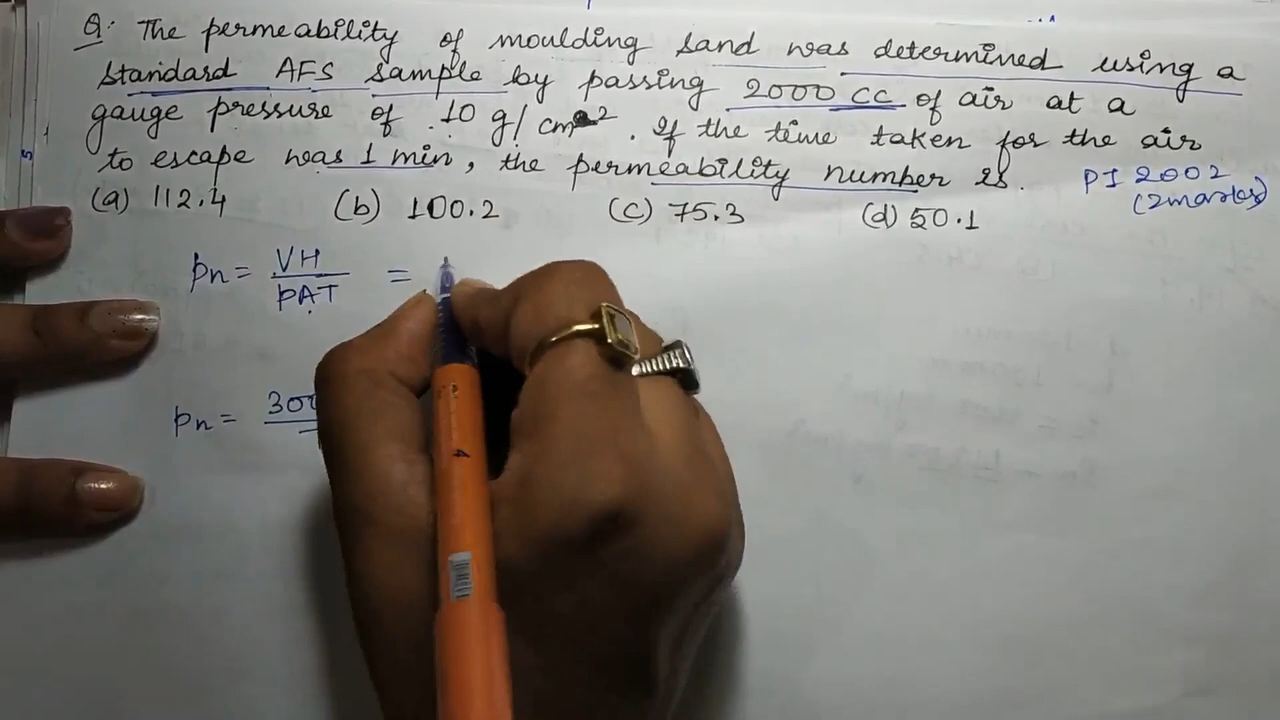 Q: The permeability of moulding sand was determined using a
standard AFS sample by passing 2000 CC of air at a
gauge pressure of 10 g/cm². If the time taken for the air
to escape was 1 min, the permeability number is.
PI 2002
(2marks)
(a) 112.4 (b) 100.2 (c) 75.3 (d) 50.1
Pn = VH / PAT =
Pn = 300